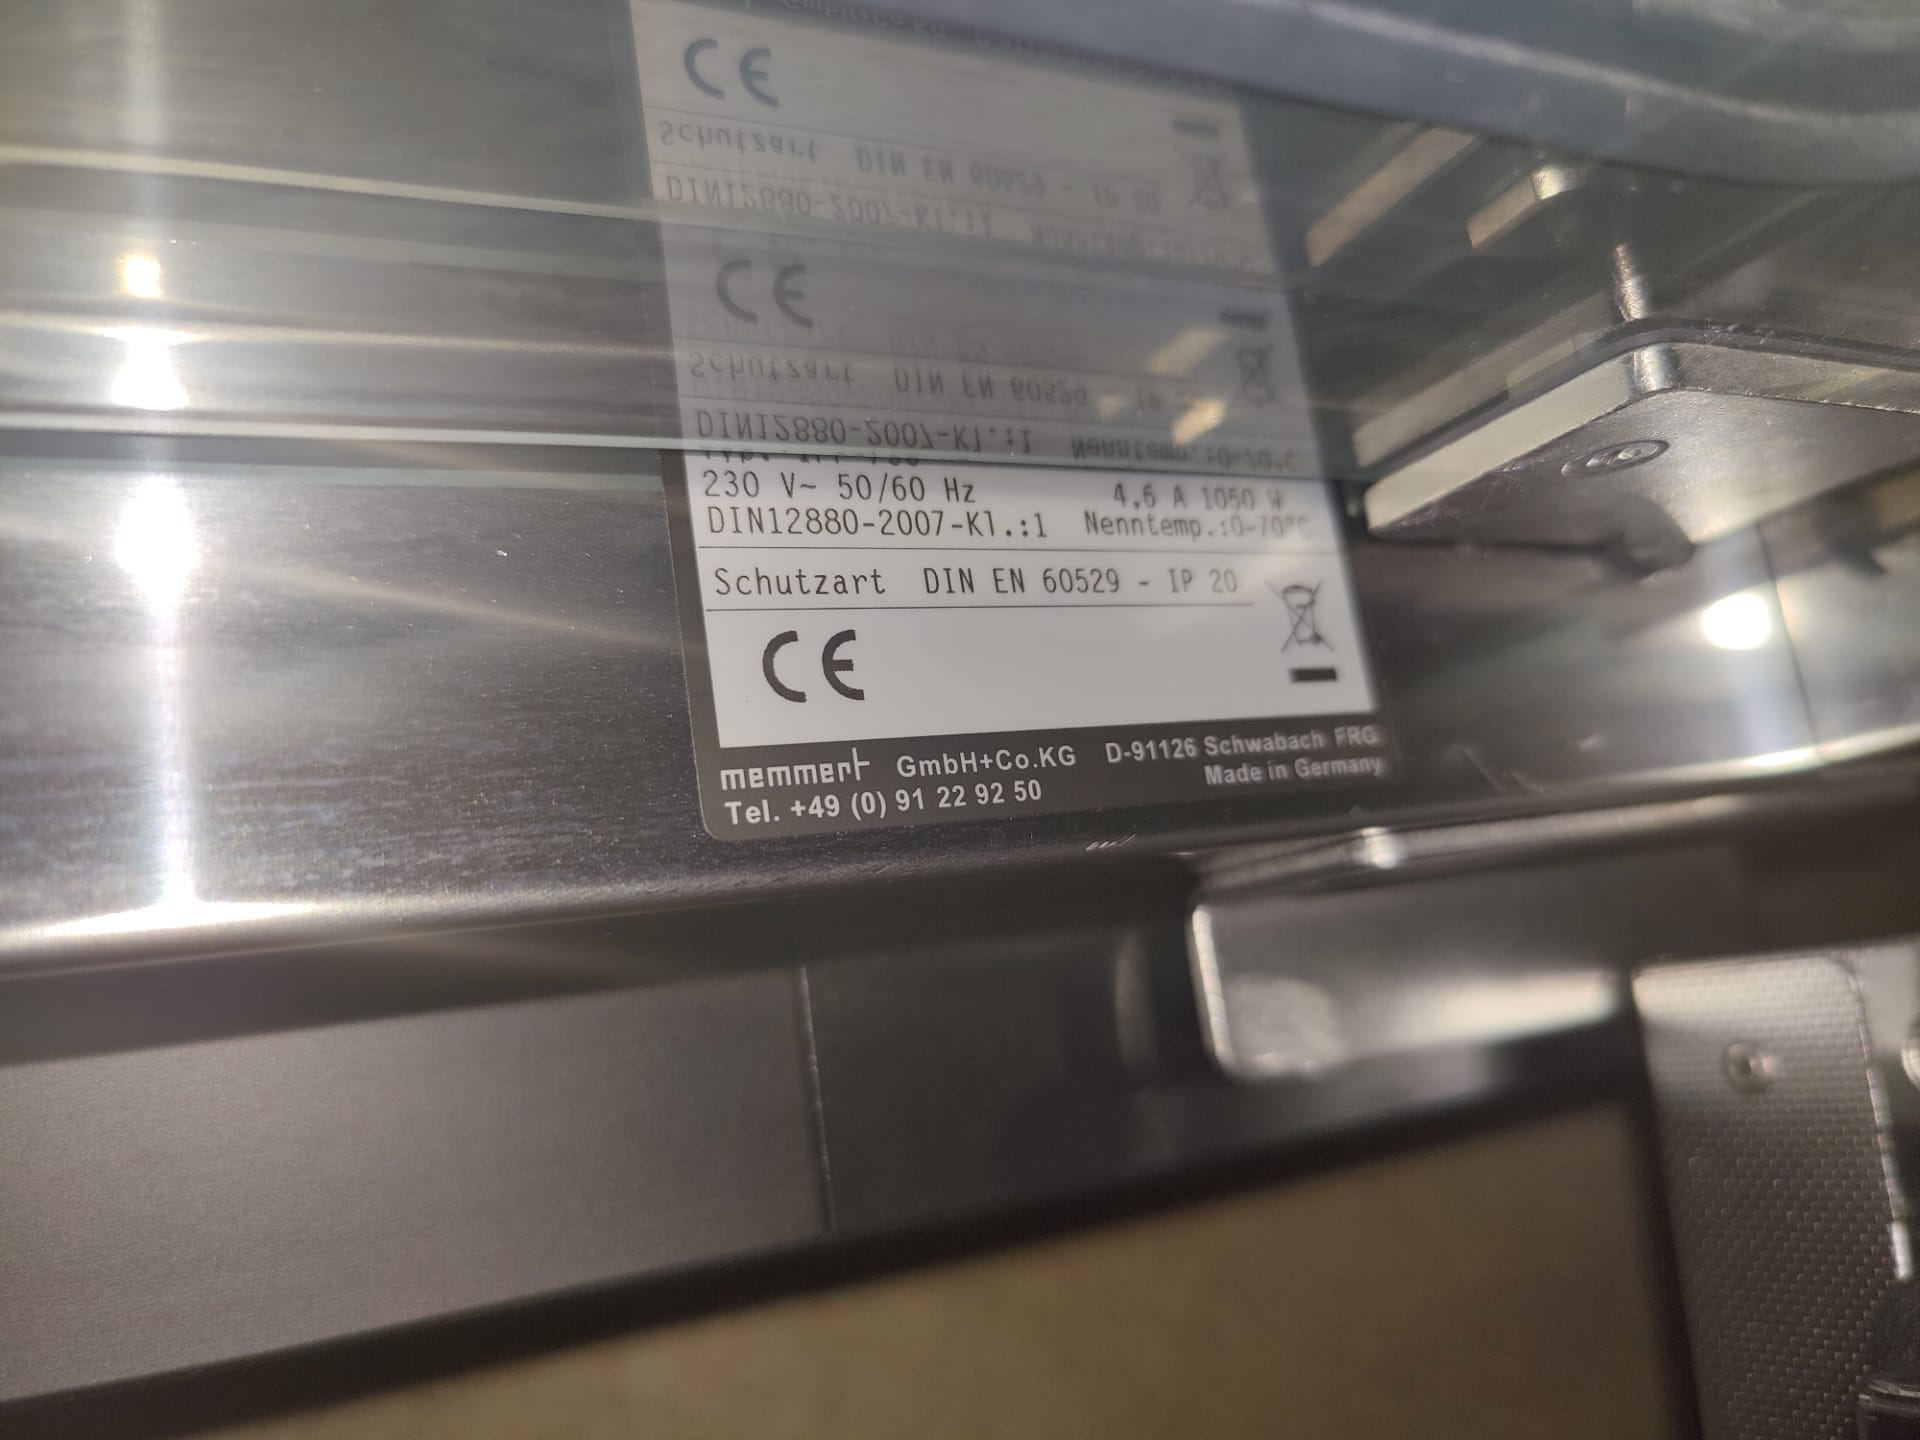 230 V~ 50/60 Hz 4,6 A 1050 W
DIN12880-2007-Kl.:1 Nenntemp.:0-70°C
Schutzart DIN EN 60529 - IP 20
CE
memmert GmbH+Co.KG D-91126 Schwabach FRG
Made in Germany
Tel. +49 (0) 91 22 92 50